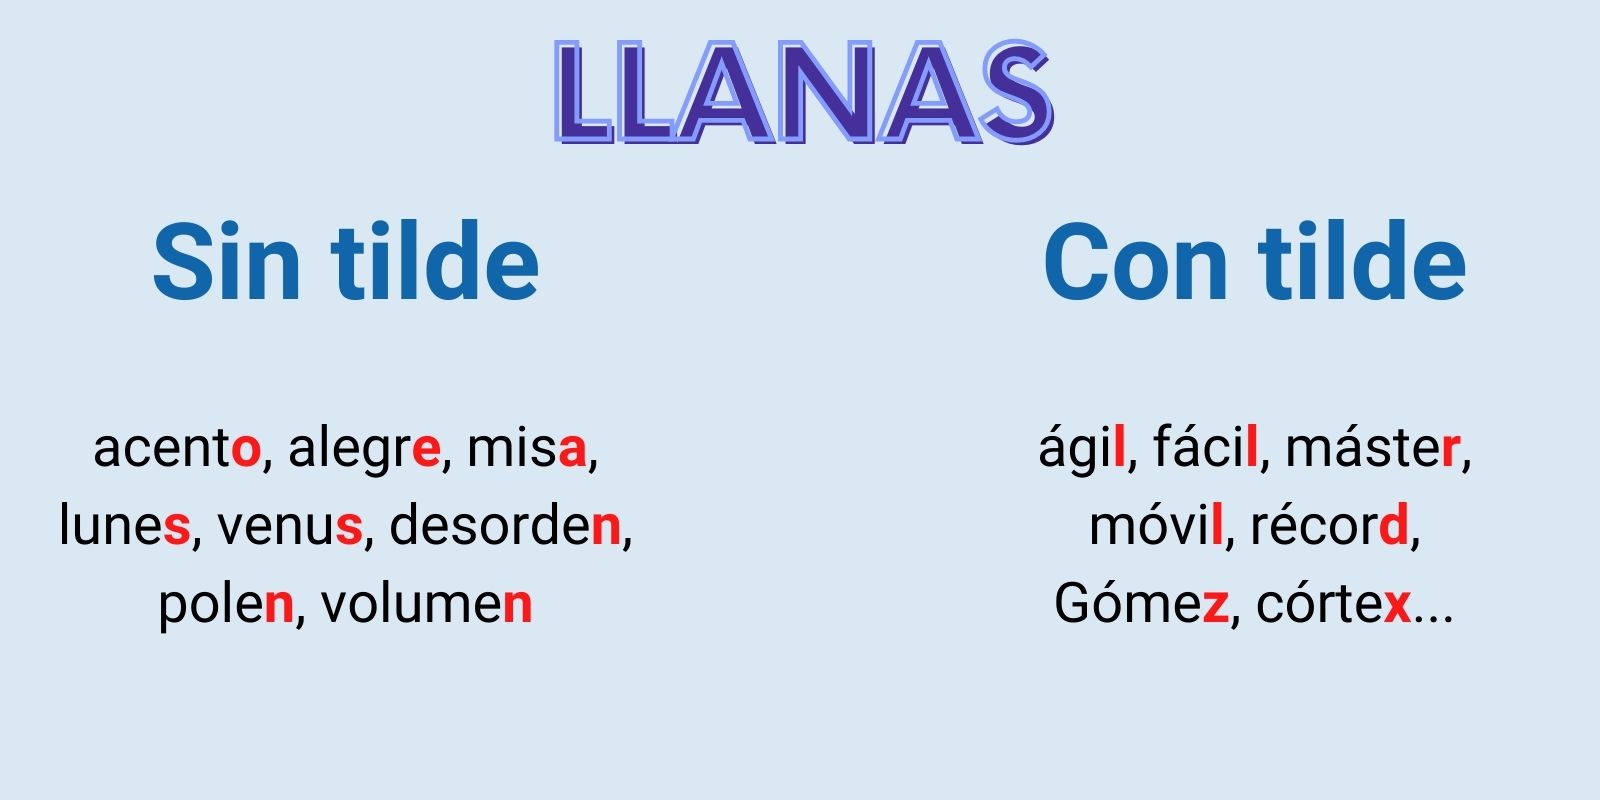 LLANAS
Sin tilde
acento, alegre, misa,
lunes, venus, desorden,
polen, volumen
Con tilde
ágil, fácil, máster,
móvil, récord,
Gómez, córtex...